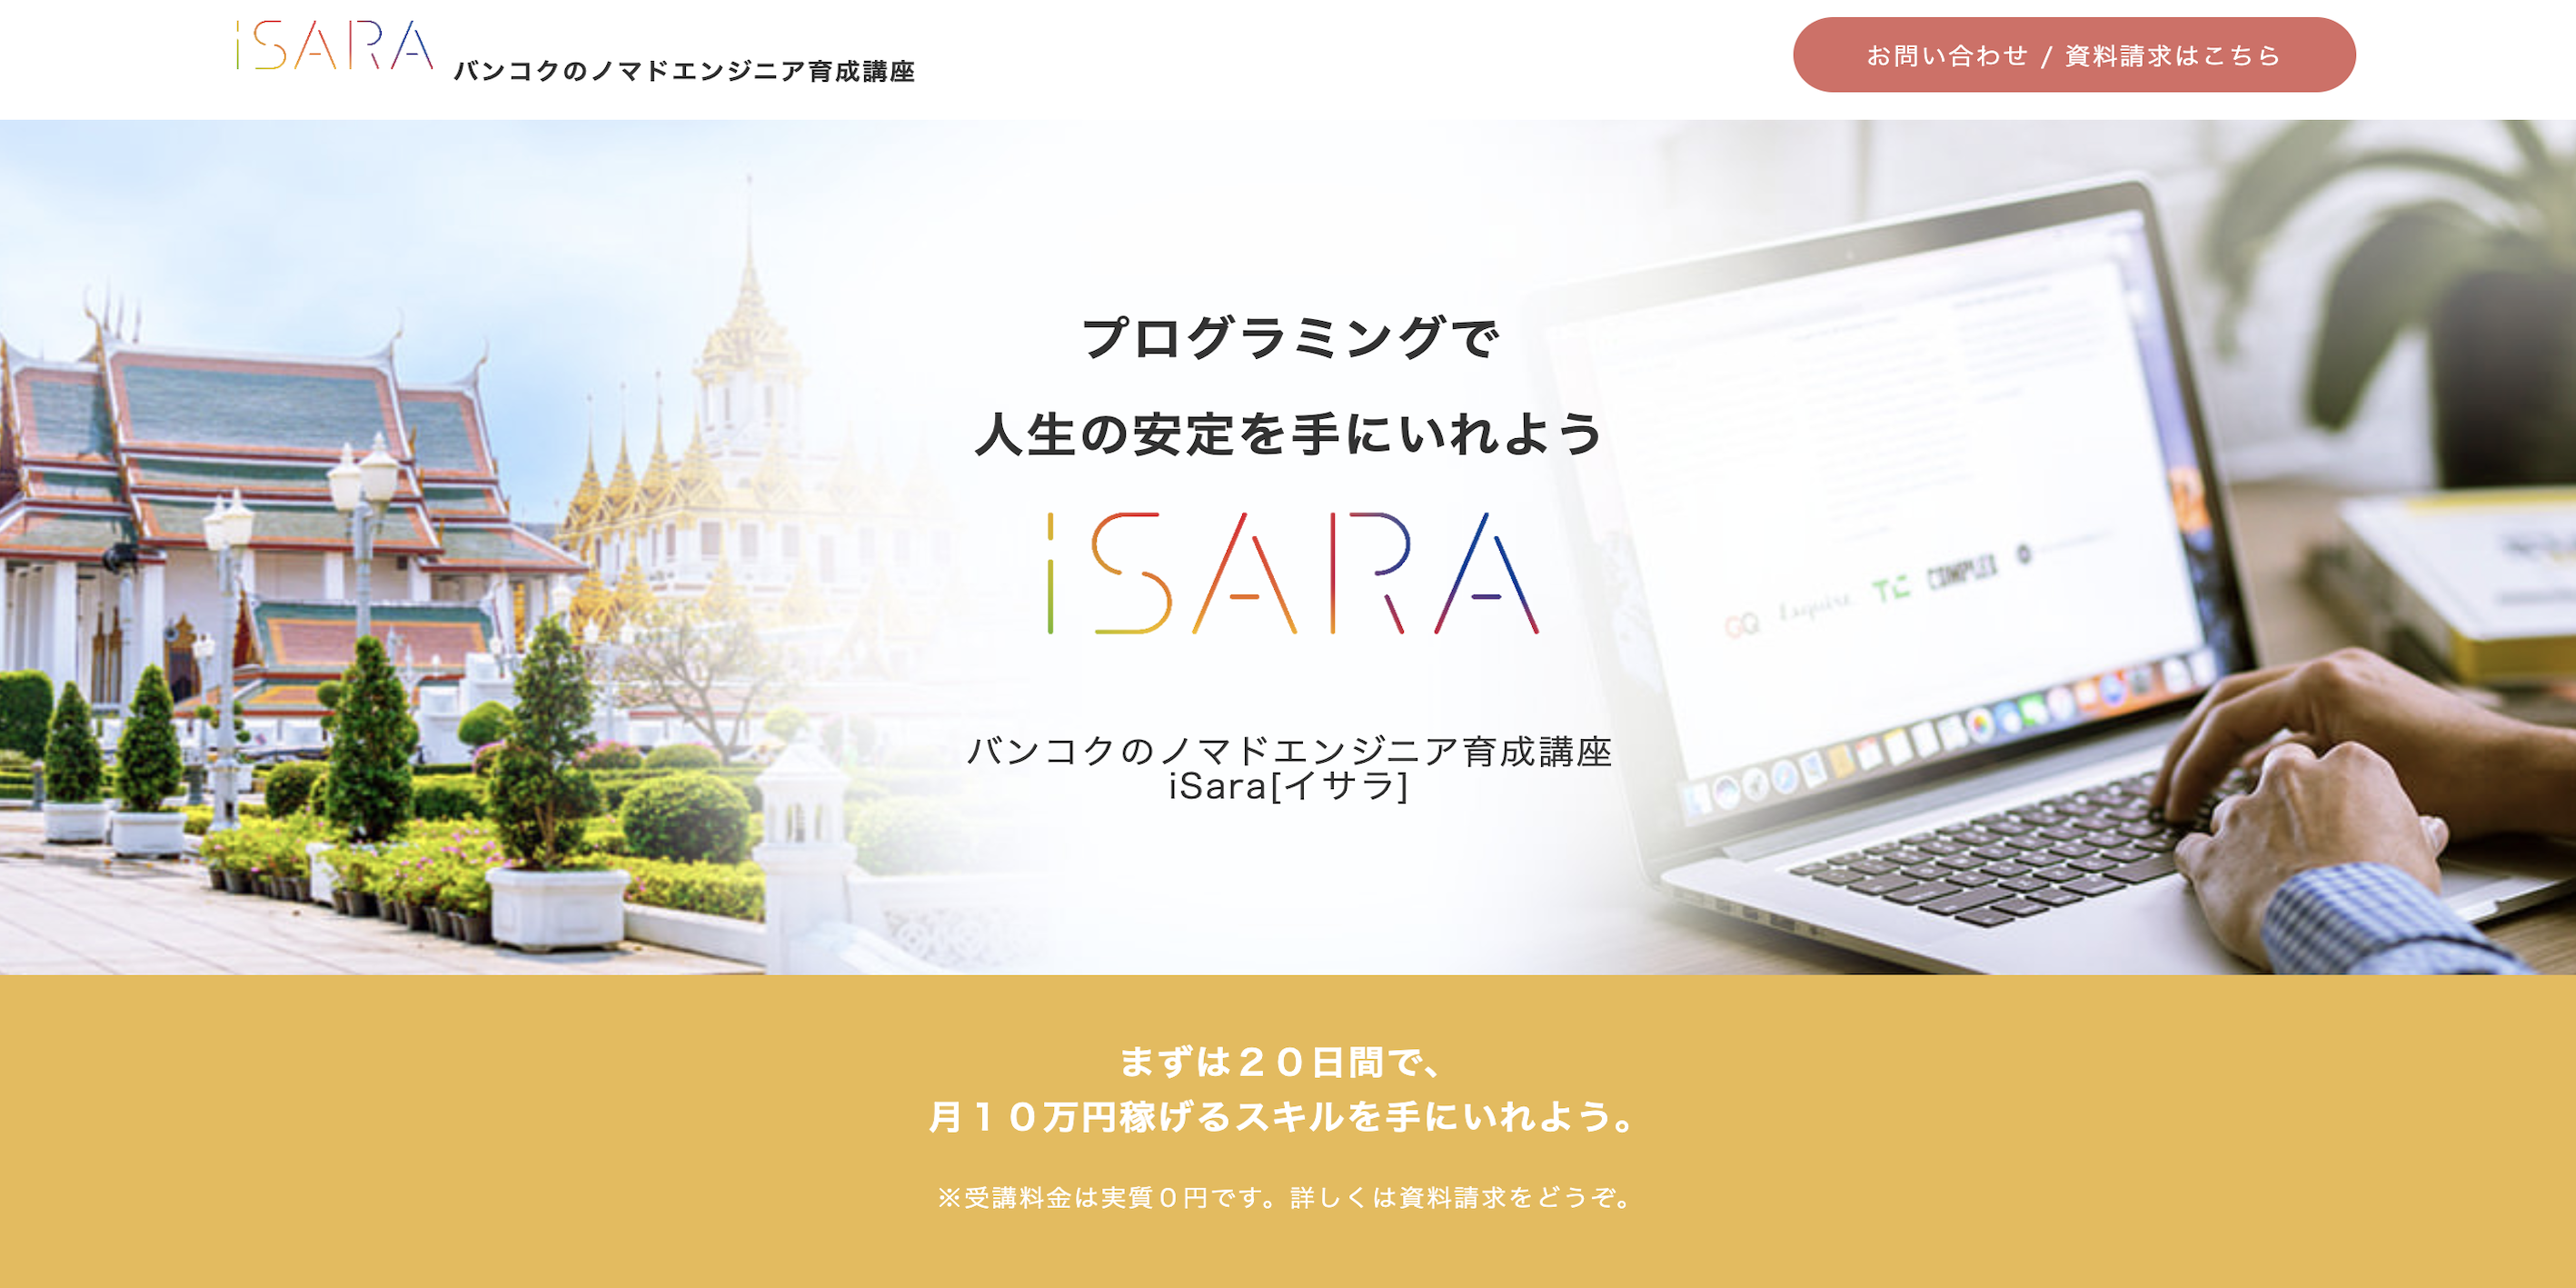 iSARA バンコクのノマドエンジニア育成講座
お問い合わせ / 資料請求はこちら
プログラミングで
人生の安定を手にいれよう
iSARA
GQ Esquire TC COMPLEX
バンコクのノマドエンジニア育成講座
iSara[イサラ]
まずは２０日間で、
月１０万円稼げるスキルを手にいれよう。
※受講料金は実質０円です。詳しくは資料請求をどうぞ。